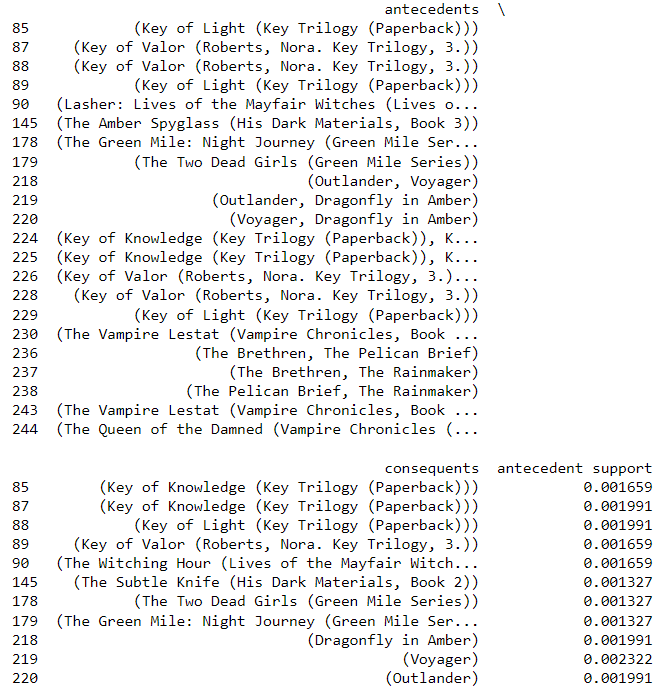 antecedents \
85 (Key of Light (Key Trilogy (Paperback)))
87 (Key of Valor (Roberts, Nora. Key Trilogy, 3.))
88 (Key of Valor (Roberts, Nora. Key Trilogy, 3.))
89 (Key of Light (Key Trilogy (Paperback)))
90 (Lasher: Lives of the Mayfair Witches (Lives o...
145 (The Amber Spyglass (His Dark Materials, Book 3))
178 (The Green Mile: Night Journey (Green Mile Ser...
179 (The Two Dead Girls (Green Mile Series))
218 (Outlander, Voyager)
219 (Outlander, Dragonfly in Amber)
220 (Voyager, Dragonfly in Amber)
224 (Key of Knowledge (Key Trilogy (Paperback)), K...
225 (Key of Knowledge (Key Trilogy (Paperback)), K...
226 (Key of Valor (Roberts, Nora. Key Trilogy, 3.)...
228 (Key of Valor (Roberts, Nora. Key Trilogy, 3.))
229 (Key of Light (Key Trilogy (Paperback)))
230 (The Vampire Lestat (Vampire Chronicles, Book ...
236 (The Brethren, The Pelican Brief)
237 (The Brethren, The Rainmaker)
238 (The Pelican Brief, The Rainmaker)
243 (The Vampire Lestat (Vampire Chronicles, Book ...
244 (The Queen of the Damned (Vampire Chronicles (...
consequents antecedent support
85 (Key of Knowledge (Key Trilogy (Paperback))) 0.001659
87 (Key of Knowledge (Key Trilogy (Paperback))) 0.001991
88 (Key of Light (Key Trilogy (Paperback))) 0.001991
89 (Key of Valor (Roberts, Nora. Key Trilogy, 3.)) 0.001659
90 (The Witching Hour (Lives of the Mayfair Witch... 0.001659
145 (The Subtle Knife (His Dark Materials, Book 2)) 0.001327
178 (The Two Dead Girls (Green Mile Series)) 0.001327
179 (The Green Mile: Night Journey (Green Mile Ser... 0.001327
218 (Dragonfly in Amber) 0.001991
219 (Voyager) 0.002322
220 (Outlander) 0.001991